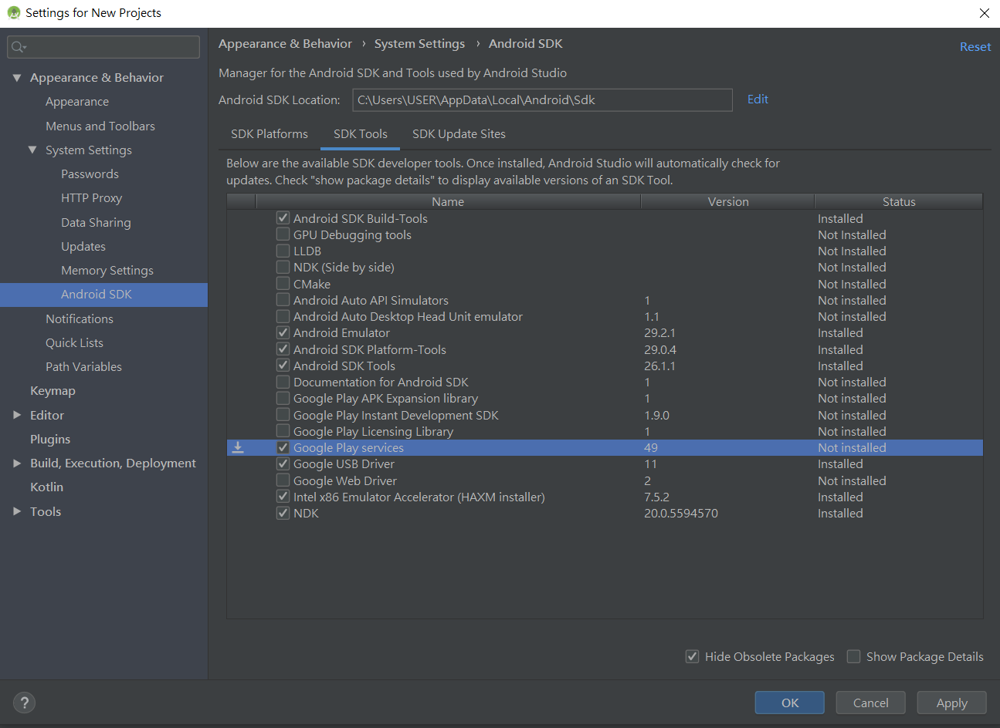 Settings for New Projects
Appearance & Behavior
Appearance
Menus and Toolbars
System Settings
Passwords
HTTP Proxy
Data Sharing
Updates
Memory Settings
Android SDK
Notifications
Quick Lists
Path Variables
Keymap
Editor
Plugins
Build, Execution, Deployment
Kotlin
Tools
Appearance & Behavior › System Settings › Android SDK
Reset
Manager for the Android SDK and Tools used by Android Studio
Android SDK Location: C:\Users\USER\AppData\Local\Android\Sdk Edit
SDK Platforms SDK Tools SDK Update Sites
Below are the available SDK developer tools. Once installed, Android Studio will automatically check for
updates. Check "show package details" to display available versions of an SDK Tool.
Name Version Status
Android SDK Build-Tools Installed
GPU Debugging tools Not Installed
LLDB Not Installed
NDK (Side by side) Not Installed
CMake Not Installed
Android Auto API Simulators 1 Not installed
Android Auto Desktop Head Unit emulator 1.1 Not installed
Android Emulator 29.2.1 Installed
Android SDK Platform-Tools 29.0.4 Installed
Android SDK Tools 26.1.1 Installed
Documentation for Android SDK 1 Not installed
Google Play APK Expansion library 1 Not installed
Google Play Instant Development SDK 1.9.0 Not installed
Google Play Licensing Library 1 Not installed
Google Play services 49 Not installed
Google USB Driver 11 Installed
Google Web Driver 2 Not installed
Intel x86 Emulator Accelerator (HAXM installer) 7.5.2 Installed
NDK 20.0.5594570 Installed
Hide Obsolete Packages Show Package Details
? OK Cancel Apply